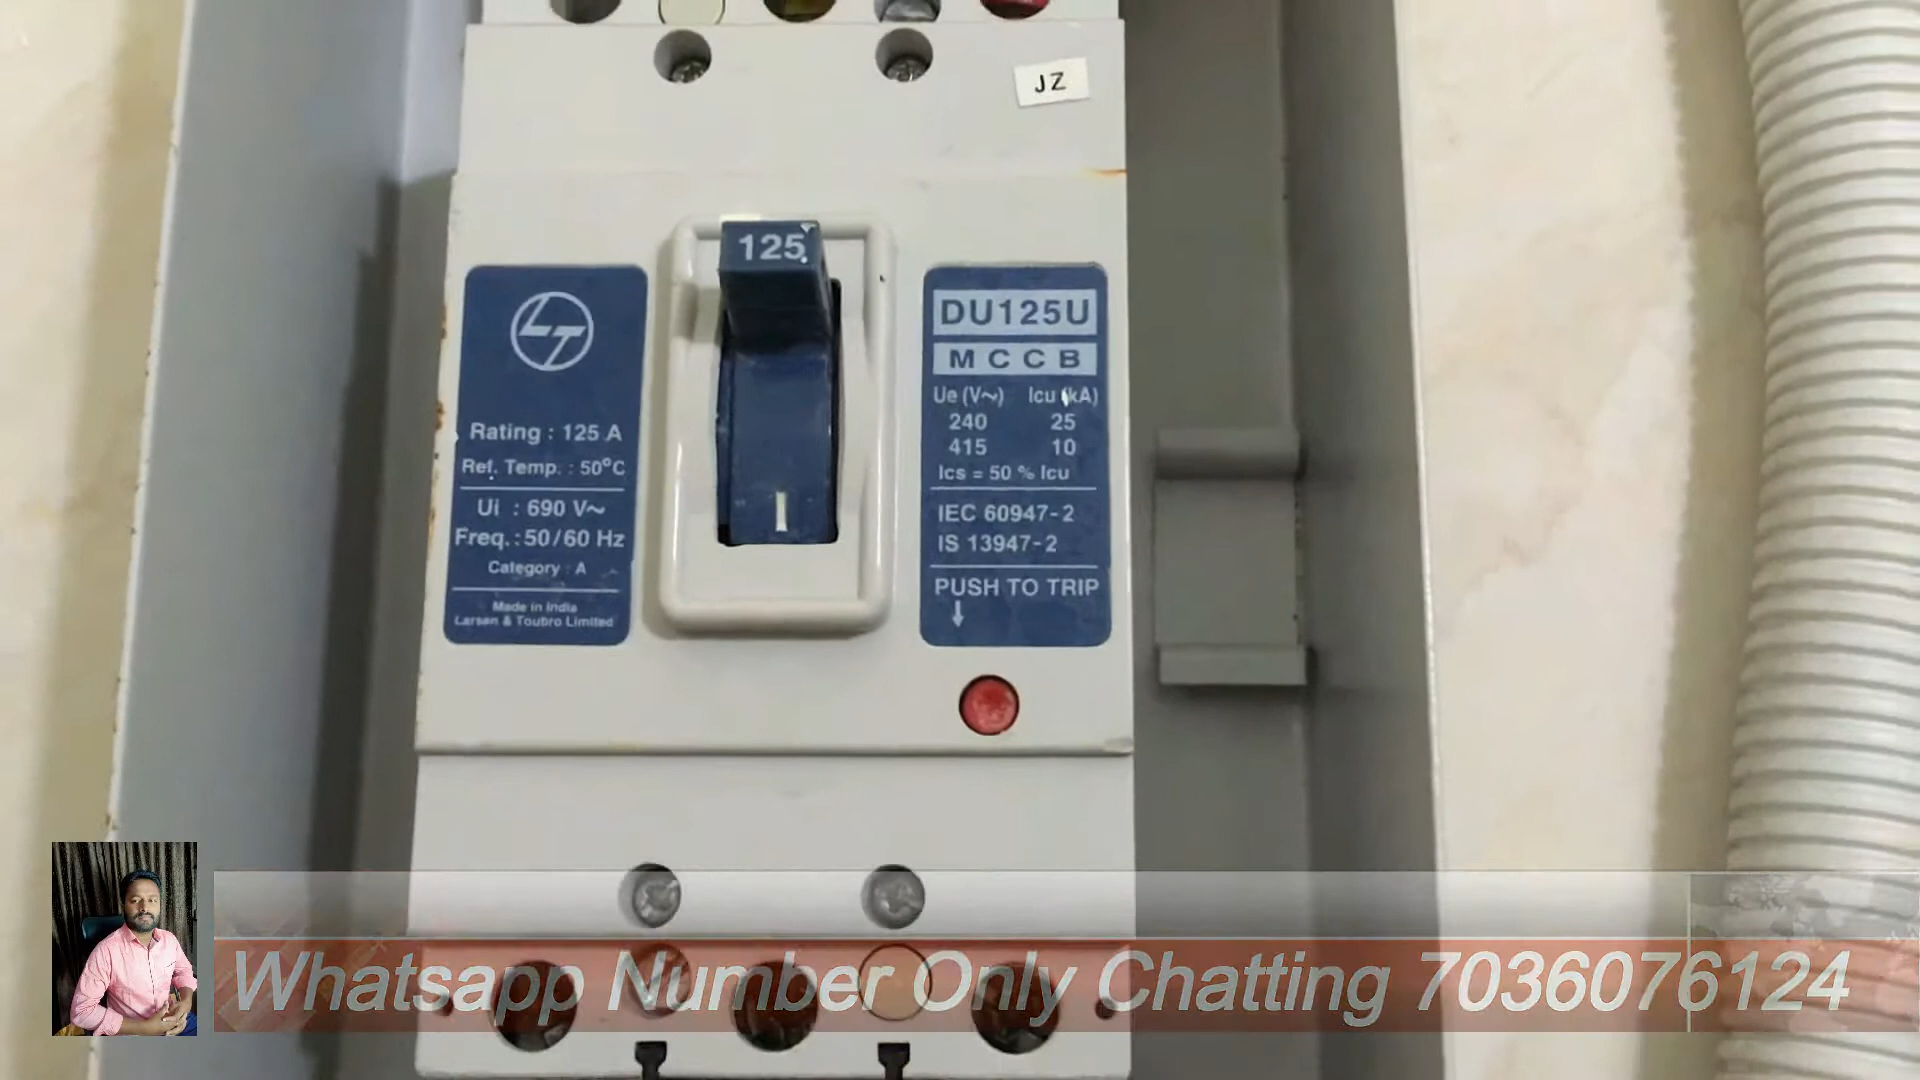 JZ
125
LT
Rating : 125 A
Ref. Temp. : 50°C
Ui : 690 V~
Freq. : 50/60 Hz
Category A
Made in India
Larsen & Toubro Limited
DU125U
MCCB
Ue (V~) Icu (kA)
240 25
415 10
Ics = 50 % Icu
IEC 60947-2
IS 13947-2
PUSH TO TRIP
Whatsapp Number Only Chatting 7036076124